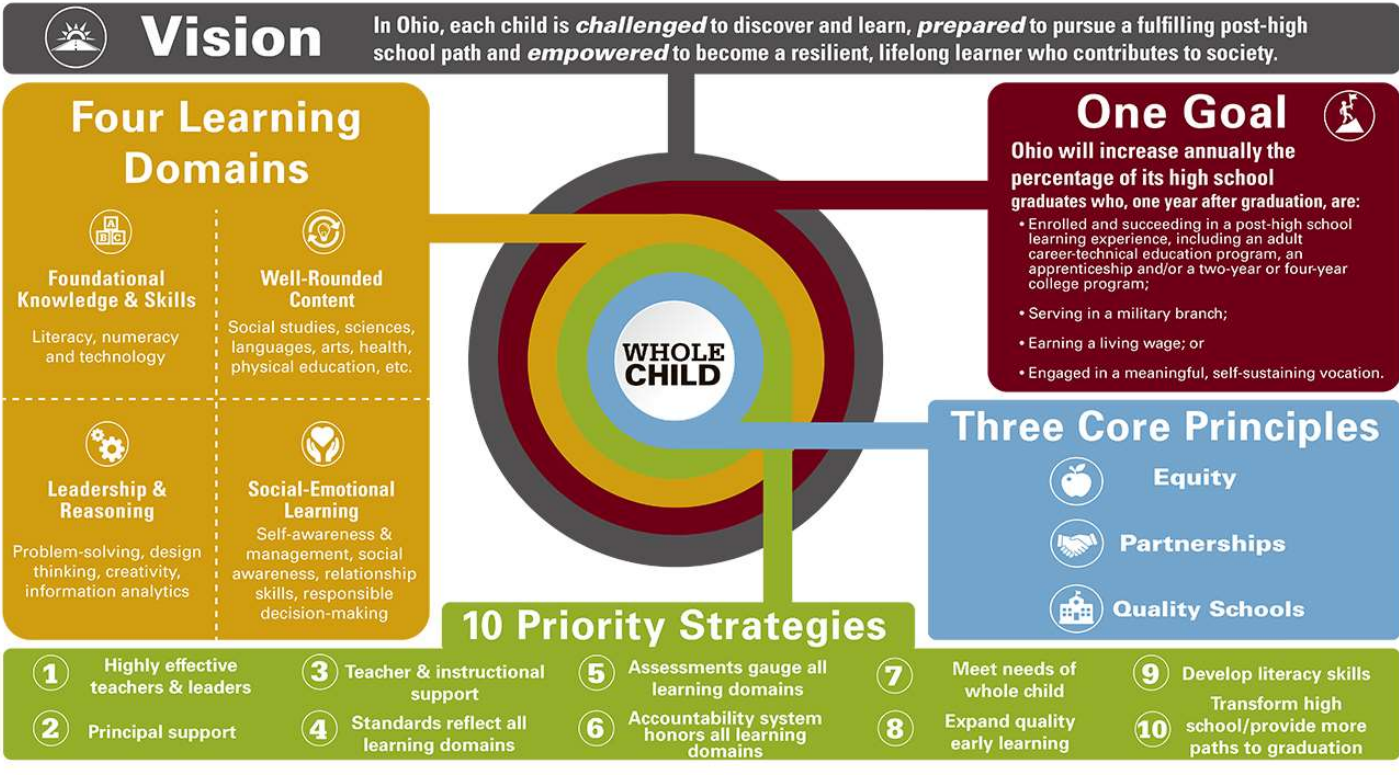 Vision
In Ohio, each child is challenged to discover and learn, prepared to pursue a fulfilling post-high
school path and empowered to become a resilient, lifelong learner who contributes to society.
Four Learning
Domains
A
B C
Foundational
Knowledge & Skills
Literacy, numeracy
and technology
Well-Rounded
Content
Social studies, sciences,
languages, arts, health,
physical education, etc.
Leadership &
Reasoning
Problem-solving, design
thinking, creativity,
information analytics
Social-Emotional
Learning
Self-awareness &
management, social
awareness, relationship
skills, responsible
decision-making
WHOLE
CHILD
One Goal
Ohio will increase annually the
percentage of its high school
graduates who, one year after graduation, are:
• Enrolled and succeeding in a post-high school
learning experience, including an adult
career-technical education program, an
apprenticeship and/or a two-year or four-year
college program;
• Serving in a military branch;
• Earning a living wage; or
• Engaged in a meaningful, self-sustaining vocation.
Three Core Principles
Equity
Partnerships
Quality Schools
10 Priority Strategies
1 Highly effective
teachers & leaders
2 Principal support
3 Teacher & instructional
support
4 Standards reflect all
learning domains
5 Assessments gauge all
learning domains
6 Accountability system
honors all learning
domains
7 Meet needs of
whole child
8 Expand quality
early learning
9 Develop literacy skills
10 Transform high
school/provide more
paths to graduation